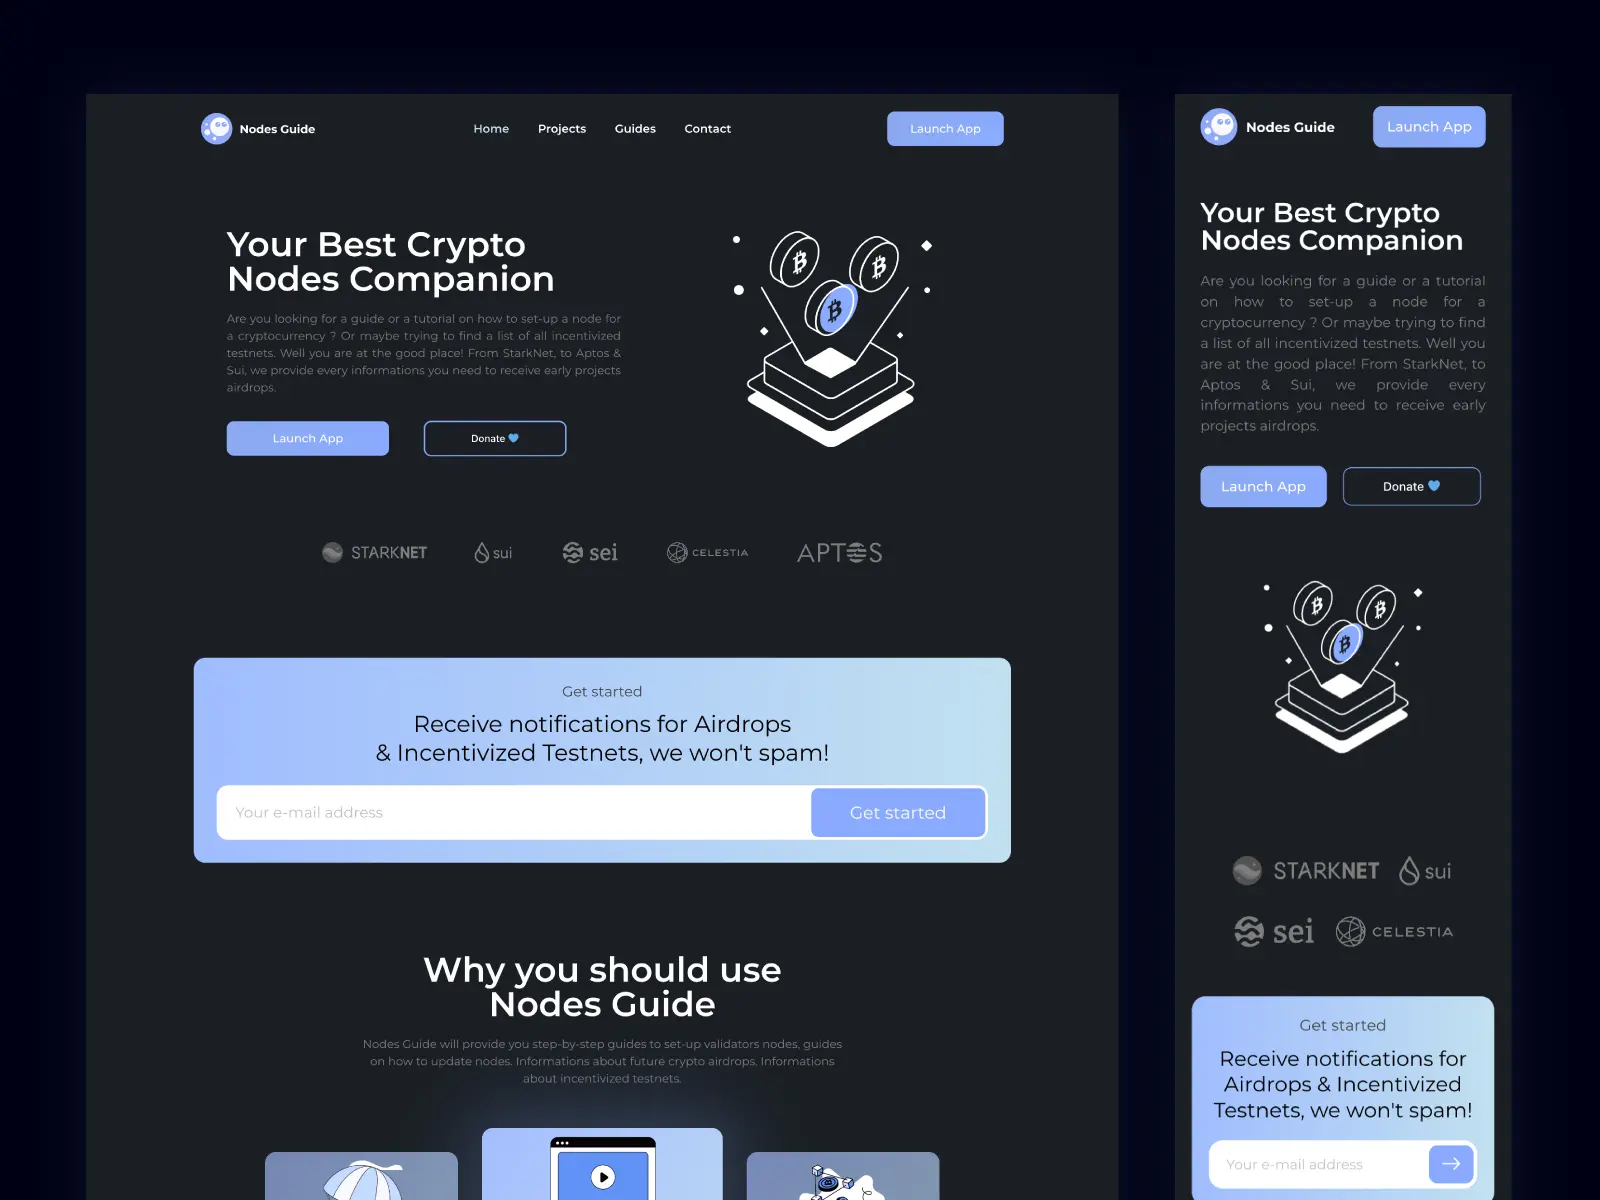 Nodes Guide
Home
Projects
Guides
Contact
Launch App
Your Best Crypto
Nodes Companion
Are you looking for a guide or a tutorial on how to set-up a node for
a cryptocurrency ? Or maybe trying to find a list of all incentivized
testnets. Well you are at the good place! From StarkNet, to Aptos &
Sui, we provide every informations you need to receive early projects
airdrops.
Launch App
Donate
STARKNET
sui
sei
CELESTIA
APTOS
Get started
Receive notifications for Airdrops
& Incentivized Testnets, we won't spam!
Your e-mail address
Get started
Why you should use
Nodes Guide
Nodes Guide will provide you step-by-step guides to set-up validators nodes, guides
on how to update nodes. Informations about future crypto airdrops. Informations
about incentivized testnets.
Nodes Guide
Launch App
Your Best Crypto
Nodes Companion
Are you looking for a guide or a tutorial
on how to set-up a node for a
cryptocurrency ? Or maybe trying to find
a list of all incentivized testnets. Well you
are at the good place! From StarkNet, to
Aptos & Sui, we provide every
informations you need to receive early
projects airdrops.
Launch App
Donate
STARKNET
sui
sei
CELESTIA
Get started
Receive notifications for
Airdrops & Incentivized
Testnets, we won't spam!
Your e-mail address